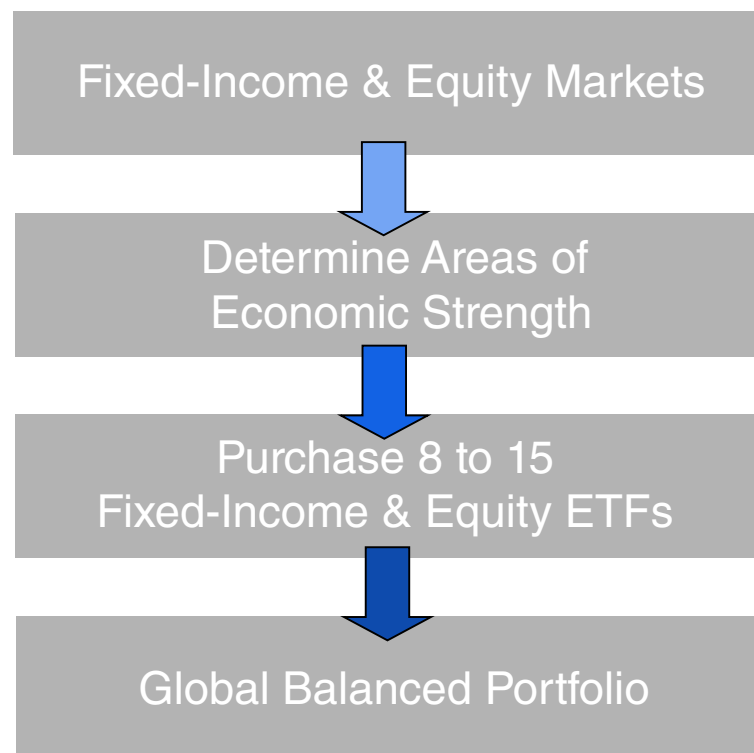 Fixed-Income & Equity Markets
Determine Areas of
Economic Strength
Purchase 8 to 15
Fixed-Income & Equity ETFs
Global Balanced Portfolio